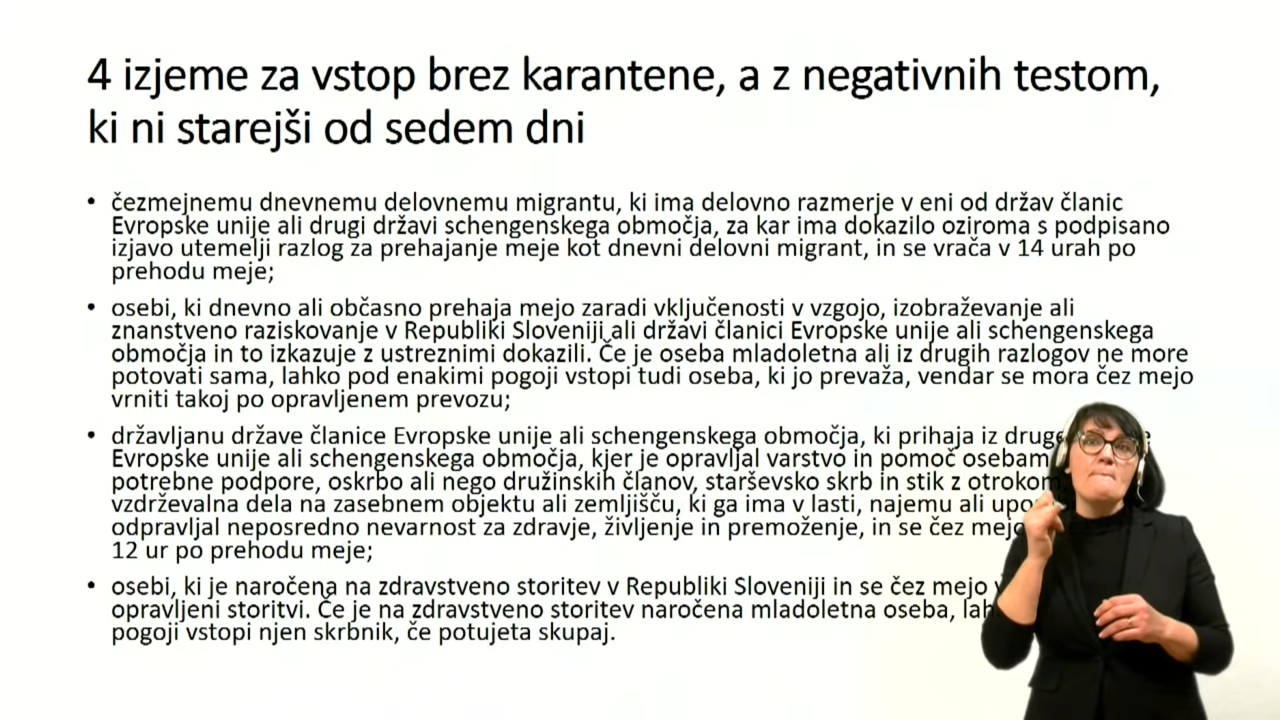 4 izjeme za vstop brez karantene, a z negativnih testom,
ki ni starejši od sedem dni
• čezmejnemu dnevnemu delovnemu migrantu, ki ima delovno razmerje v eni od držav članic
Evropske unije ali drugi državi schengenskega območja, za kar ima dokazilo oziroma s podpisano
izjavo utemelji razlog za prehajanje meje kot dnevni delovni migrant, in se vrača v 14 urah po
prehodu meje;
• osebi, ki dnevno ali občasno prehaja mejo zaradi vključenosti v vzgojo, izobraževanje ali
znanstveno raziskovanje v Republiki Sloveniji ali državi članici Evropske unije ali schengenskega
območja in to izkazuje z ustreznimi dokazili. Če je oseba mladoletna ali iz drugih razlogov ne more
potovati sama, lahko pod enakimi pogoji vstopi tudi oseba, ki jo prevaža, vendar se mora čez mejo
vrniti takoj po opravljenem prevozu;
• državljanu države članice Evropske unije ali schengenskega območja, ki prihaja iz
Evropske unije ali schengenskega območja, kjer je opravljal varstvo in pomoč osebam
potrebne podpore, oskrbo ali nego družinskih članov, starševsko skrb in stik z
vzdrževalna dela na zasebnem objektu ali zemljišču, ki ga ima v lasti, najemu ali
odpravljal neposredno nevarnost za zdravje, življenje in premoženje, in se čez mejo
12 ur po prehodu meje;
• osebi, ki je naročena na zdravstveno storitev v Republiki Sloveniji in se čez mejo
opravljeni storitvi. Če je na zdravstveno storitev naročena mladoletna oseba,
pogoji vstopi njen skrbnik, če potujeta skupaj.